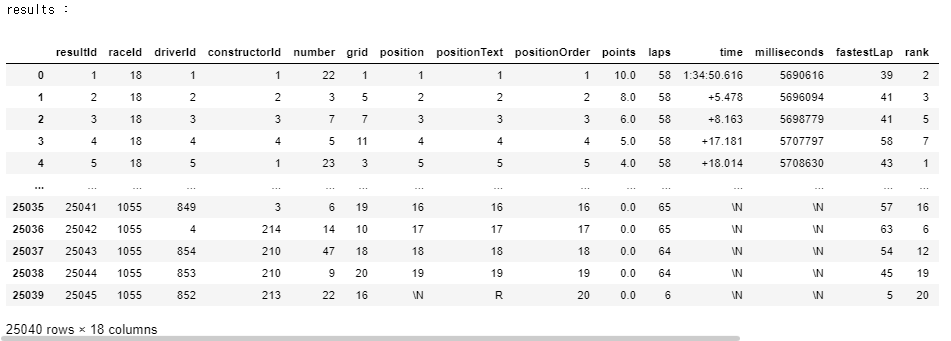 results :
resultId raceId driverId constructorId number grid position positionText positionOrder points laps time milliseconds fastestLap rank
0 1 18 1 1 22 1 1 1 1 10.0 58 1:34:50.616 5690616 39 2
1 2 18 2 2 3 5 2 2 2 8.0 58 +5.478 5696094 41 3
2 3 18 3 3 7 7 3 3 3 6.0 58 +8.163 5698779 41 5
3 4 18 4 4 5 11 4 4 4 5.0 58 +17.181 5707797 58 7
4 5 18 5 1 23 3 5 5 5 4.0 58 +18.014 5708630 43 1
... ... ... ... ... ... ... ... ... ... ... ... ... ... ... ...
25035 25041 1055 849 3 6 19 16 16 16 0.0 65 \N \N 57 16
25036 25042 1055 4 214 14 10 17 17 17 0.0 65 \N \N 63 6
25037 25043 1055 854 210 47 18 18 18 18 0.0 64 \N \N 54 12
25038 25044 1055 853 210 9 20 19 19 19 0.0 64 \N \N 45 19
25039 25045 1055 852 213 22 16 \N R 20 0.0 6 \N \N 5 20
25040 rows × 18 columns